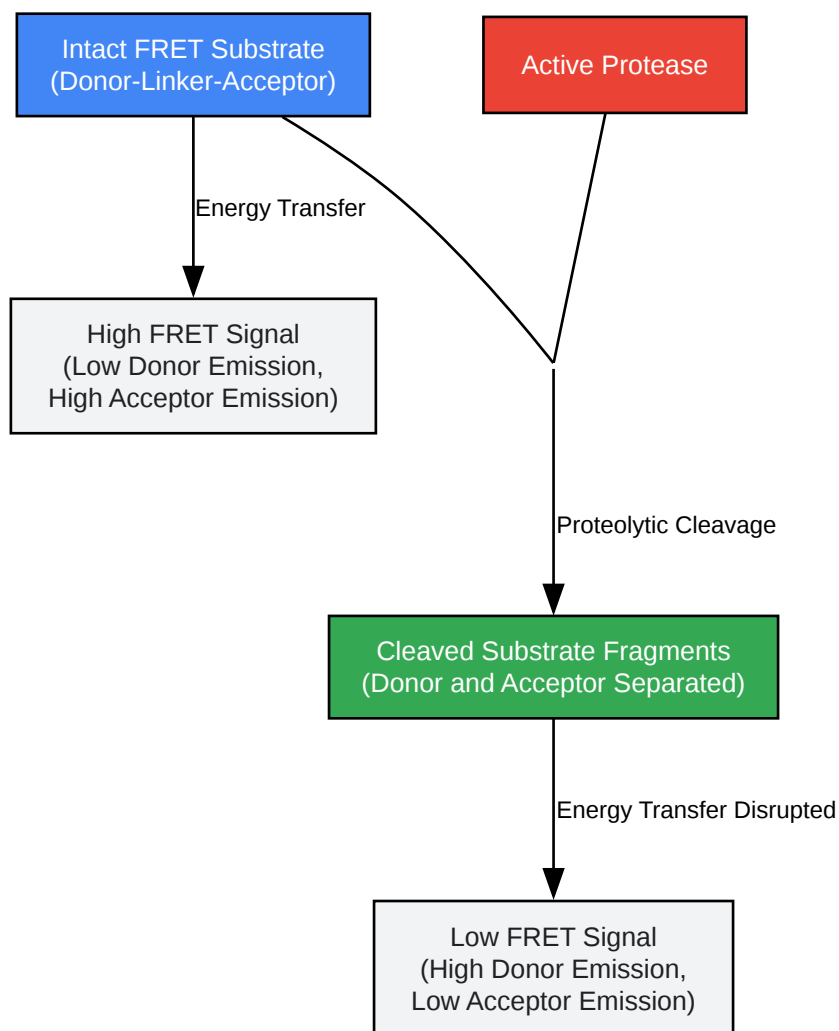 Intact FRET Substrate
(Donor-Linker-Acceptor)
Active Protease
Energy Transfer
High FRET Signal
(Low Donor Emission,
High Acceptor Emission)
Proteolytic Cleavage
Cleaved Substrate Fragments
(Donor and Acceptor Separated)
Energy Transfer Disrupted
Low FRET Signal
(High Donor Emission,
Low Acceptor Emission)